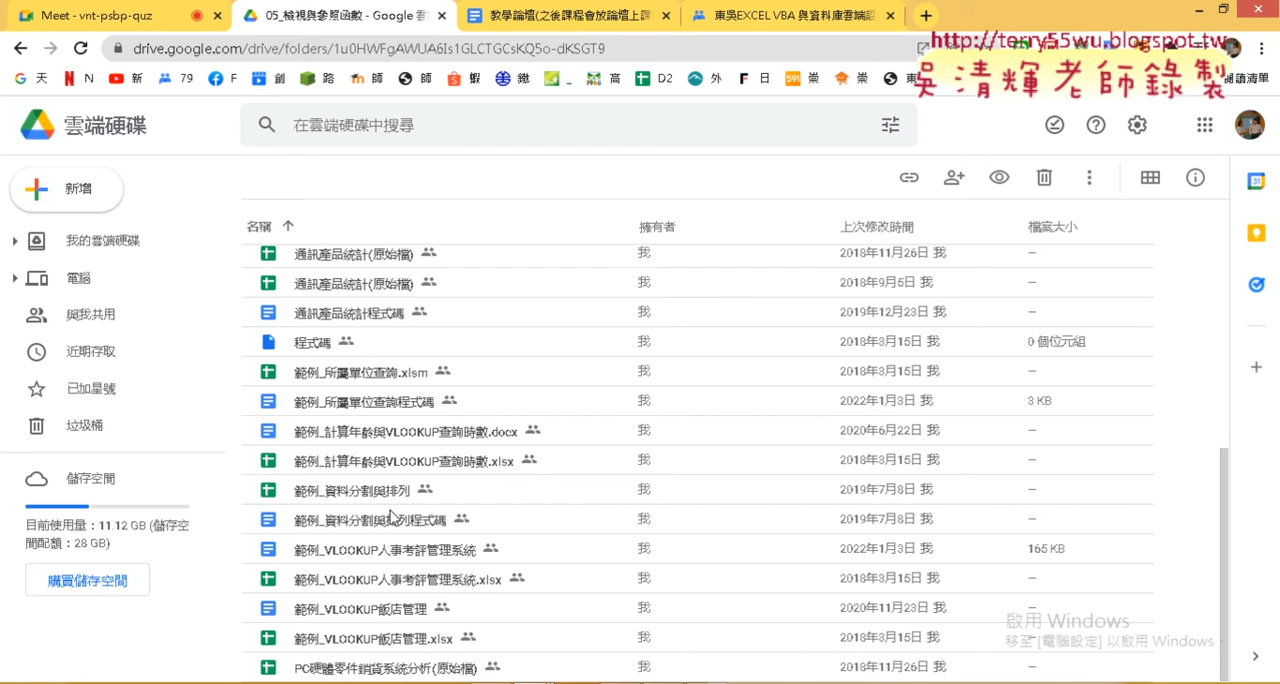 Meet - vnt-psbp-quz
05_檢視與參照函數 - Google 雲
教學論壇(之後課程會放論壇上課
東吳EXCEL VBA 與資料庫雲端設
drive.google.com/drive/folders/1u0HWFgAWUA6Is1GLCTGCsKQ5o-dKSGT9
http://terry55wu.blogspot.tw
吳清輝老師錄製
G 天
N
新
79
F
創
路
師
師
蝦
緻
_
高
D2
外
日
崇
崇
東
閱讀清單
雲端硬碟
在雲端硬碟中搜尋
新增
我的雲端硬碟
電腦
與我共用
近期存取
已加星號
垃圾桶
儲存空間
目前使用量：11.12 GB (儲存空
間配額：28 GB)
購買儲存空間
名稱 擁有者 上次修改時間 檔案大小
通訊產品統計(原始檔) 我 2018年11月26日 我 —
通訊產品統計(原始檔) 我 2018年9月5日 我 —
通訊產品統計程式碼 我 2019年12月23日 我 —
程式碼 我 2018年3月15日 我 0 個位元組
範例_所屬單位查詢.xlsm 我 2018年3月15日 我 —
範例_所屬單位查詢程式碼 我 2022年1月3日 我 3 KB
範例_計算年齡與VLOOKUP查詢時數.docx 我 2020年6月22日 我 —
範例_計算年齡與VLOOKUP查詢時數.xlsx 我 2018年3月15日 我 —
範例_資料分割與排列 我 2019年7月8日 我 —
範例_資料分割與排列程式碼 我 2019年7月8日 我 —
範例_VLOOKUP人事考評管理系統 我 2022年1月3日 我 165 KB
範例_VLOOKUP人事考評管理系統.xlsx 我 2018年3月15日 我 —
範例_VLOOKUP飯店管理 我 2020年11月23日 我 —
範例_VLOOKUP飯店管理.xlsx 我 2018年3月15日 我 —
PC硬體零件銷貨系統分析(原始檔) 我 2018年11月26日 我 —
啟用 Windows
移至 [電腦設定] 以啟用 Windows。